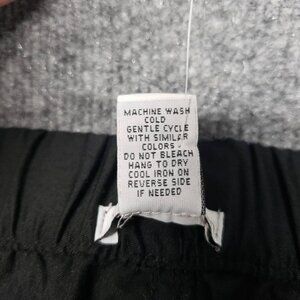 MACHINE WASH
COLD
GENTLE CYCLE
WITH SIMILAR
COLORS -
DO NOT BLEACH
HANG TO DRY
COOL IRON ON
REVERSE SIDE
IF NEEDED